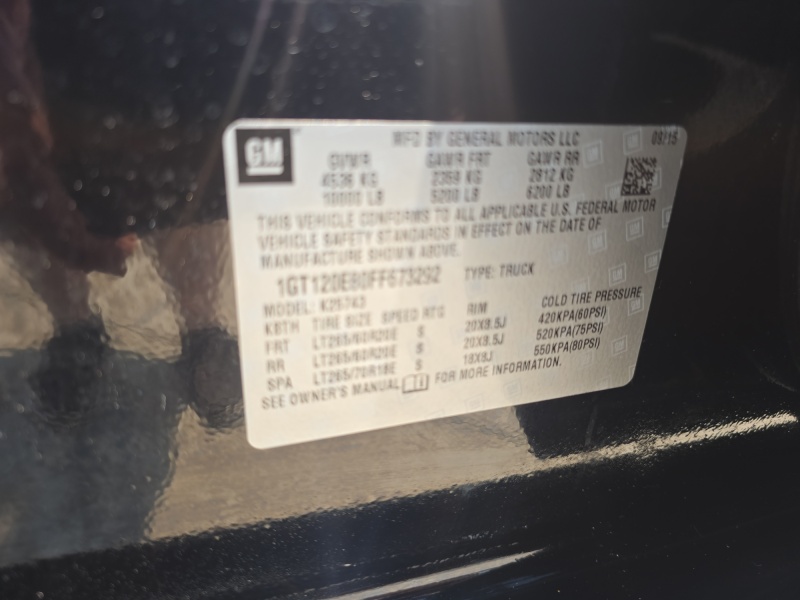 GM
MFD BY GENERAL MOTORS LLC 09/15
GVWR GAWR FRT GAWR RR
4536 KG 2359 KG 2812 KG
10000 LB 5200 LB 6200 LB
THIS VEHICLE CONFORMS TO ALL APPLICABLE U.S. FEDERAL MOTOR
VEHICLE SAFETY STANDARDS IN EFFECT ON THE DATE OF
MANUFACTURE SHOWN ABOVE.
1GT120E80FF673292 TYPE: TRUCK
MODEL: K25743
TIRE SIZE SPEED RTG RIM COLD TIRE PRESSURE
FRT LT265/60R20E S 20X8.5J 420KPA(60PSI)
RR LT265/60R20E S 20X8.5J 520KPA(75PSI)
SPA LT265/70R18E S 18X8J 550KPA(80PSI)
SEE OWNER'S MANUAL FOR MORE INFORMATION.